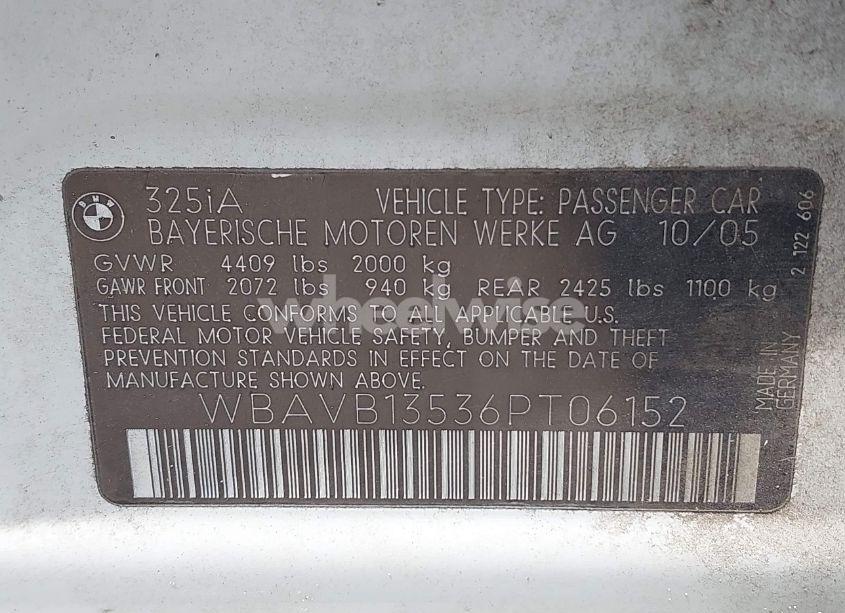 BMW
325iA VEHICLE TYPE: PASSENGER CAR
BAYERISCHE MOTOREN WERKE AG 10/05
GVWR 4409 lbs 2000 kg
GAWR FRONT 2072 lbs 940 kg REAR 2425 lbs 1100 kg
THIS VEHICLE CONFORMS TO ALL APPLICABLE U.S.
FEDERAL MOTOR VEHICLE SAFETY, BUMPER AND THEFT
PREVENTION STANDARDS IN EFFECT ON THE DATE OF
MANUFACTURE SHOWN ABOVE.
WBAVB13536PT06152
MADE IN
GERMANY
2 122 606
wheelwise